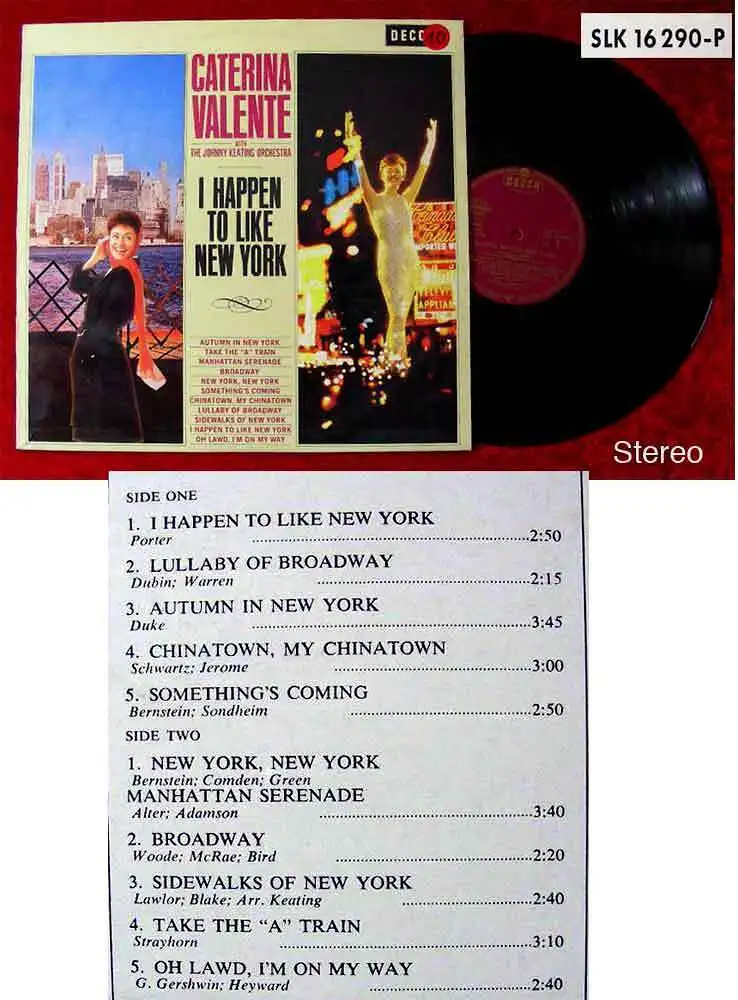 SLK 16 290-P
DECC
CATERINA
VALENTE
WITH
THE JOHNNY KEATING ORCHESTRA
I HAPPEN
TO LIKE
NEW YORK
AUTUMN IN NEW YORK
TAKE THE "A" TRAIN
MANHATTAN SERENADE
BROADWAY
NEW YORK, NEW YORK
SOMETHING'S COMING
CHINATOWN, MY CHINATOWN
LULLABY OF BROADWAY
SIDEWALKS OF NEW YORK
I HAPPEN TO LIKE NEW YORK
OH LAWD, I'M ON MY WAY
DECCA
Stereo
SIDE ONE
1. I HAPPEN TO LIKE NEW YORK
Porter ........ 2:50
2. LULLABY OF BROADWAY
Dubin; Warren ........ 2:15
3. AUTUMN IN NEW YORK
Duke ........ 3:45
4. CHINATOWN, MY CHINATOWN
Schwartz; Jerome ........ 3:00
5. SOMETHING'S COMING
Bernstein; Sondheim ........ 2:50
SIDE TWO
1. NEW YORK, NEW YORK
Bernstein; Comden; Green
MANHATTAN SERENADE
Alter; Adamson ........ 3:40
2. BROADWAY
Woode; McRae; Bird ........ 2:20
3. SIDEWALKS OF NEW YORK
Lawlor; Blake; Arr. Keating ........ 2:40
4. TAKE THE "A" TRAIN
Strayhorn ........ 3:10
5. OH LAWD, I'M ON MY WAY
G. Gershwin; Heyward ........ 2:40